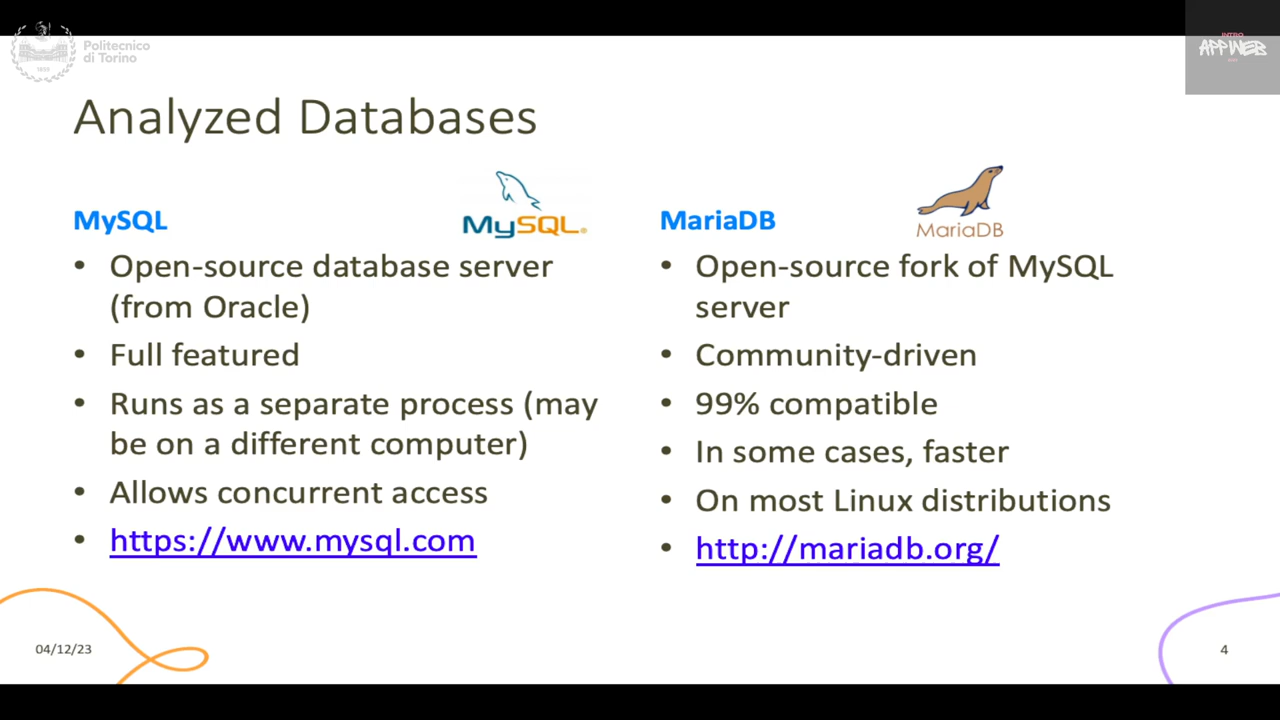 Politecnico
di Torino
1859
INTRO
APPWEB
Analyzed Databases
MySQL
MySQL®
• Open-source database server
(from Oracle)
• Full featured
• Runs as a separate process (may
be on a different computer)
• Allows concurrent access
• https://www.mysql.com
MariaDB
MariaDB
• Open-source fork of MySQL
server
• Community-driven
• 99% compatible
• In some cases, faster
• On most Linux distributions
• http://mariadb.org/
04/12/23
4